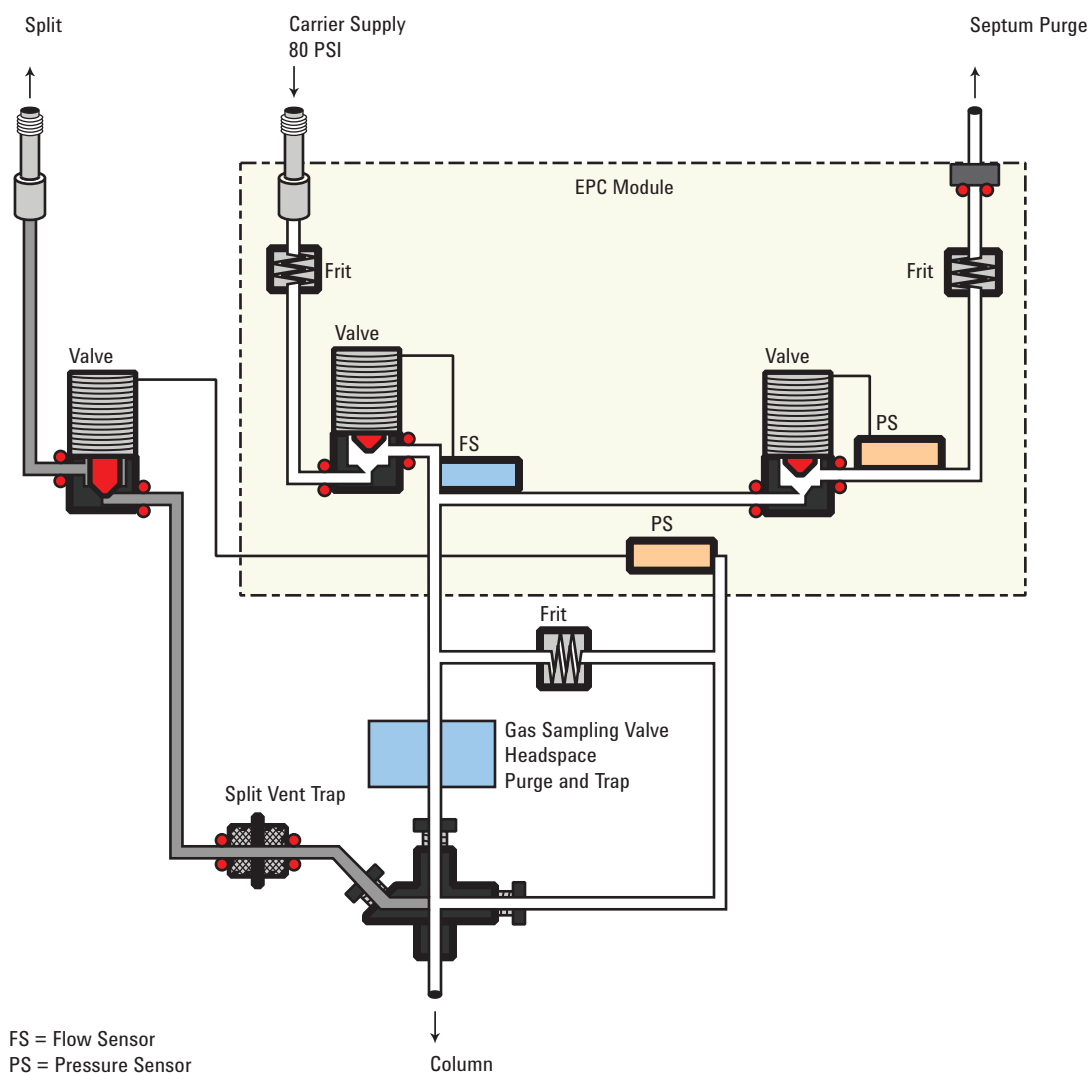 Split
Carrier Supply
80 PSI
Septum Purge
EPC Module
Frit
Frit
Valve
Valve
Valve
FS
PS
PS
Frit
Gas Sampling Valve
Headspace
Purge and Trap
Split Vent Trap
FS = Flow Sensor
PS = Pressure Sensor
Column